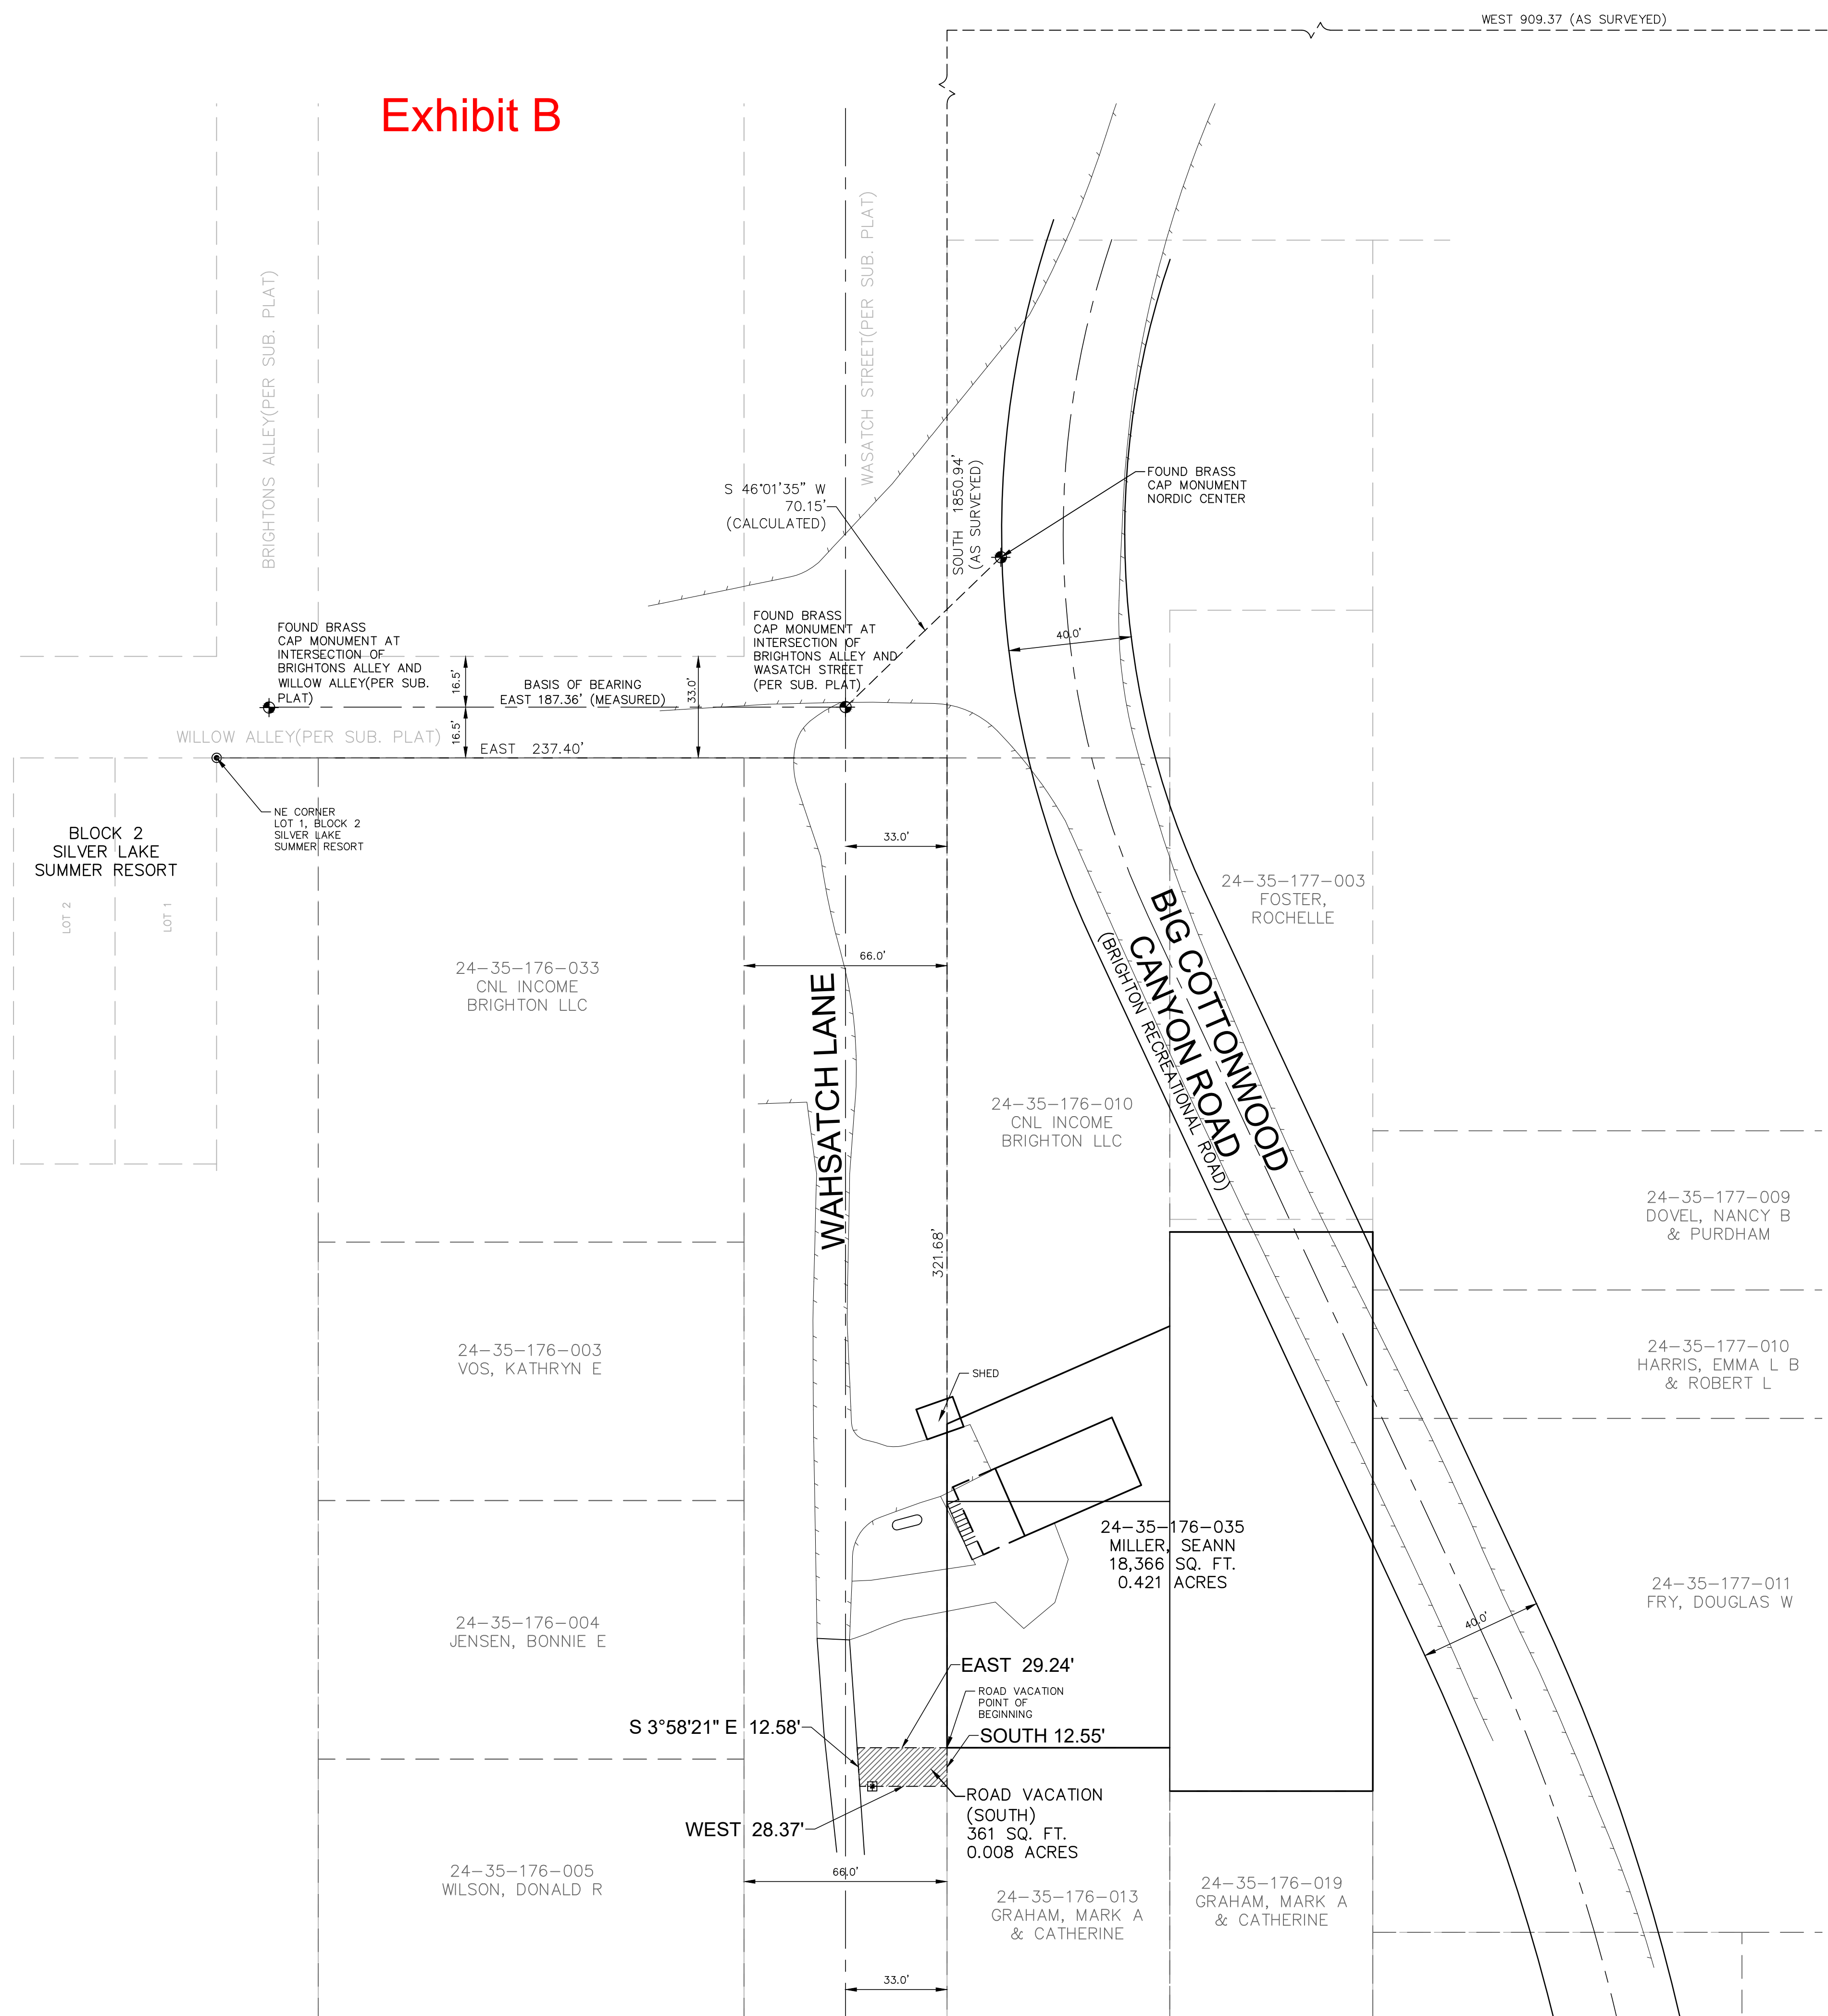 WEST 909.37 (AS SURVEYED)
Exhibit B
BRIGHTONS ALLEY(PER SUB. PLAT)
WASATCH STREET(PER SUB. PLAT)
SOUTH 1850.94'
(AS SURVEYED)
S 46°01'35" W
70.15'
(CALCULATED)
FOUND BRASS
CAP MONUMENT
NORDIC CENTER
FOUND BRASS
CAP MONUMENT AT
INTERSECTION OF
BRIGHTONS ALLEY AND
WILLOW ALLEY(PER SUB.
PLAT)
FOUND BRASS
CAP MONUMENT AT
INTERSECTION OF
BRIGHTONS ALLEY AND
WASATCH STREET
(PER SUB. PLAT)
40.0'
16.5'
BASIS OF BEARING
EAST 187.36' (MEASURED)
33.0'
16.5'
WILLOW ALLEY(PER SUB. PLAT)
EAST 237.40'
NE CORNER
LOT 1, BLOCK 2
SILVER LAKE
SUMMER RESORT
BLOCK 2
SILVER LAKE
SUMMER RESORT
LOT 2
LOT 1
33.0'
24-35-177-003
FOSTER,
ROCHELLE
66.0'
24-35-176-033
CNL INCOME
BRIGHTON LLC
WAHSATCH LANE
BIG COTTONWOOD
CANYON ROAD
(BRIGHTON RECREATIONAL ROAD)
24-35-176-010
CNL INCOME
BRIGHTON LLC
24-35-177-009
DOVEL, NANCY B
& PURDHAM
321.68'
24-35-176-003
VOS, KATHRYN E
SHED
24-35-177-010
HARRIS, EMMA L B
& ROBERT L
24-35-176-035
MILLER, SEANN
18,366 SQ. FT.
0.421 ACRES
24-35-177-011
FRY, DOUGLAS W
40.0'
24-35-176-004
JENSEN, BONNIE E
EAST 29.24'
ROAD VACATION
POINT OF
BEGINNING
S 3°58'21" E 12.58'
SOUTH 12.55'
ROAD VACATION
(SOUTH)
361 SQ. FT.
0.008 ACRES
WEST 28.37'
24-35-176-005
WILSON, DONALD R
66.0'
24-35-176-013
GRAHAM, MARK A
& CATHERINE
24-35-176-019
GRAHAM, MARK A
& CATHERINE
33.0'